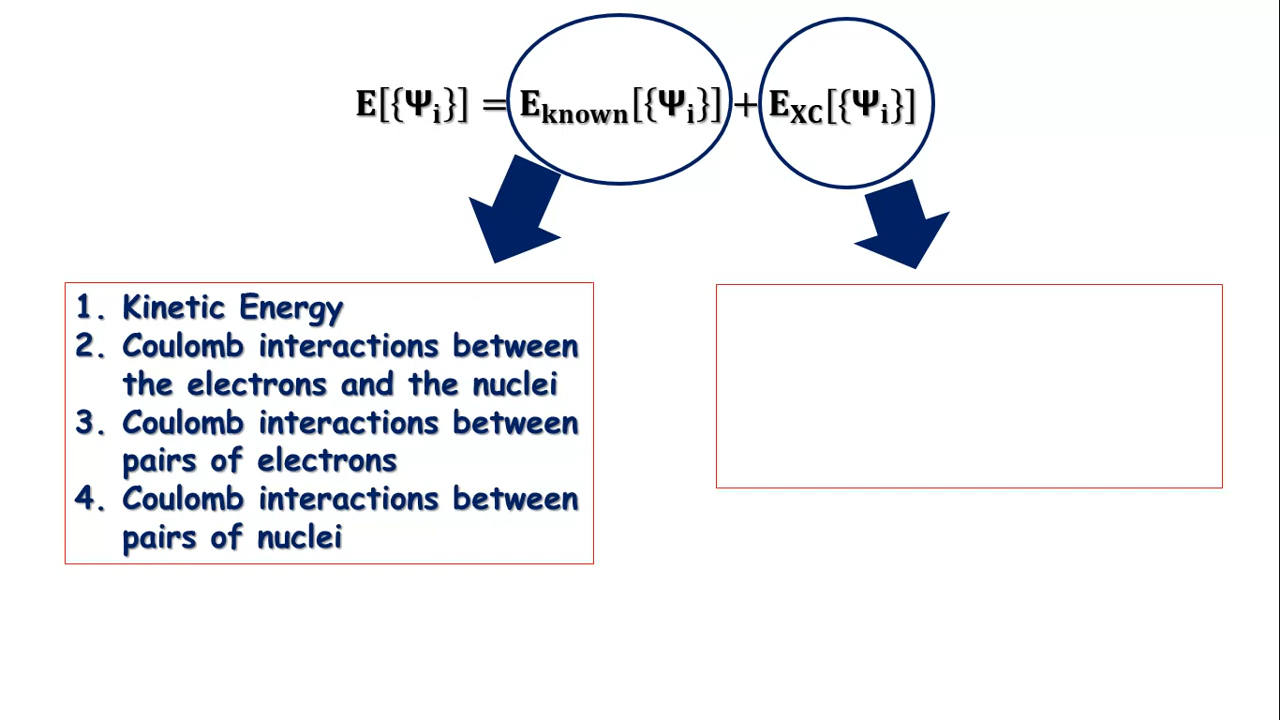 E[{Ψi}] = Eknown[{Ψi}] + EXC[{Ψi}]
1. Kinetic Energy
2. Coulomb interactions between
the electrons and the nuclei
3. Coulomb interactions between
pairs of electrons
4. Coulomb interactions between
pairs of nuclei